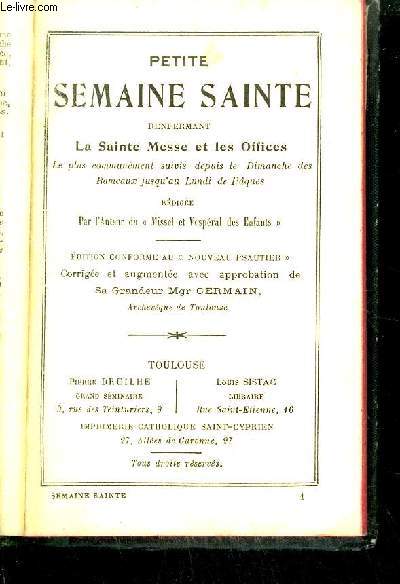 PETITE
SEMAINE SAINTE
RENFERMANT
La Sainte Messe et les Offices
Le plus communément suivis depuis le Dimanche des
Rameaux jusqu'au Lundi de Pâques
RÉDIGÉE
Par l'Auteur du « Missel et Vespéral des Enfants »
ÉDITION CONFORME AU « NOUVEAU PSAUTIER »
Corrigée et augmentée avec approbation de
Sa Grandeur Mgr GERMAIN,
Archevêque de Toulouse
TOULOUSE
PIERRE DRUILHE
GRAND SÉMINAIRE
9, rue des Teinturiers, 9
LOUIS SISTAC
LIBRAIRE
Rue Saint-Etienne, 16
IMPRIMERIE CATHOLIQUE SAINT-CYPRIEN
27, Allées de Garonne, 27
Tous droits réservés.
SEMAINE SAINTE 1
© Le-livre.com